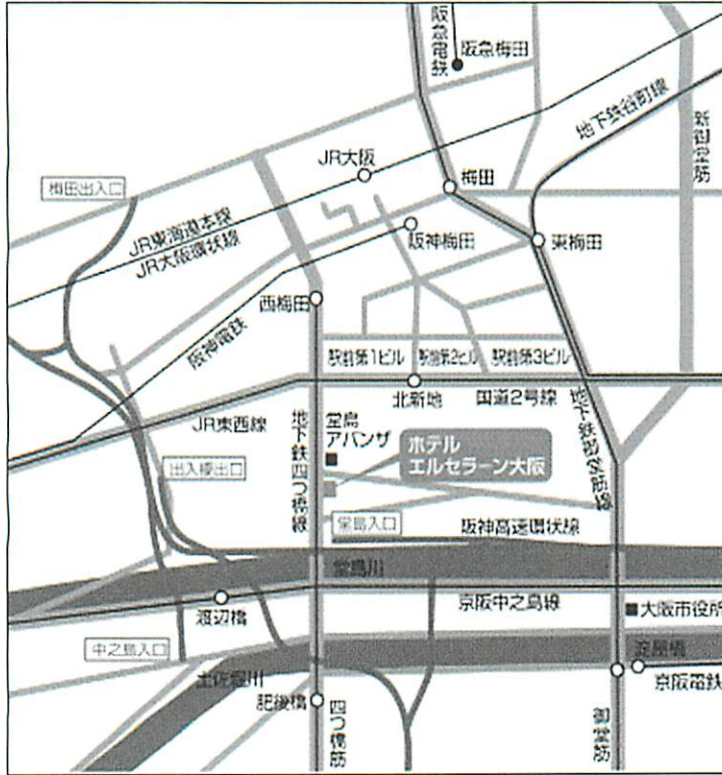 阪急電鉄
阪急梅田
地下鉄谷町線
新御堂筋
JR大阪
梅田
梅田出入口
JR東海道本線
JR大阪環状線
阪神梅田
東梅田
西梅田
阪神電鉄
駅前第1ビル
駅前第2ビル
駅前第3ビル
北新地
国道2号線
JR東西線
地下鉄四つ橋線
堂島
アバンザ
ホテル
エルセラーン大阪
地下鉄御堂筋線
出入橋出口
堂島入口
阪神高速環状線
堂島川
渡辺橋
京阪中之島線
大阪市役所
中之島入口
土佐堀川
淀屋橋
京阪電鉄
肥後橋
四つ橋筋
御堂筋